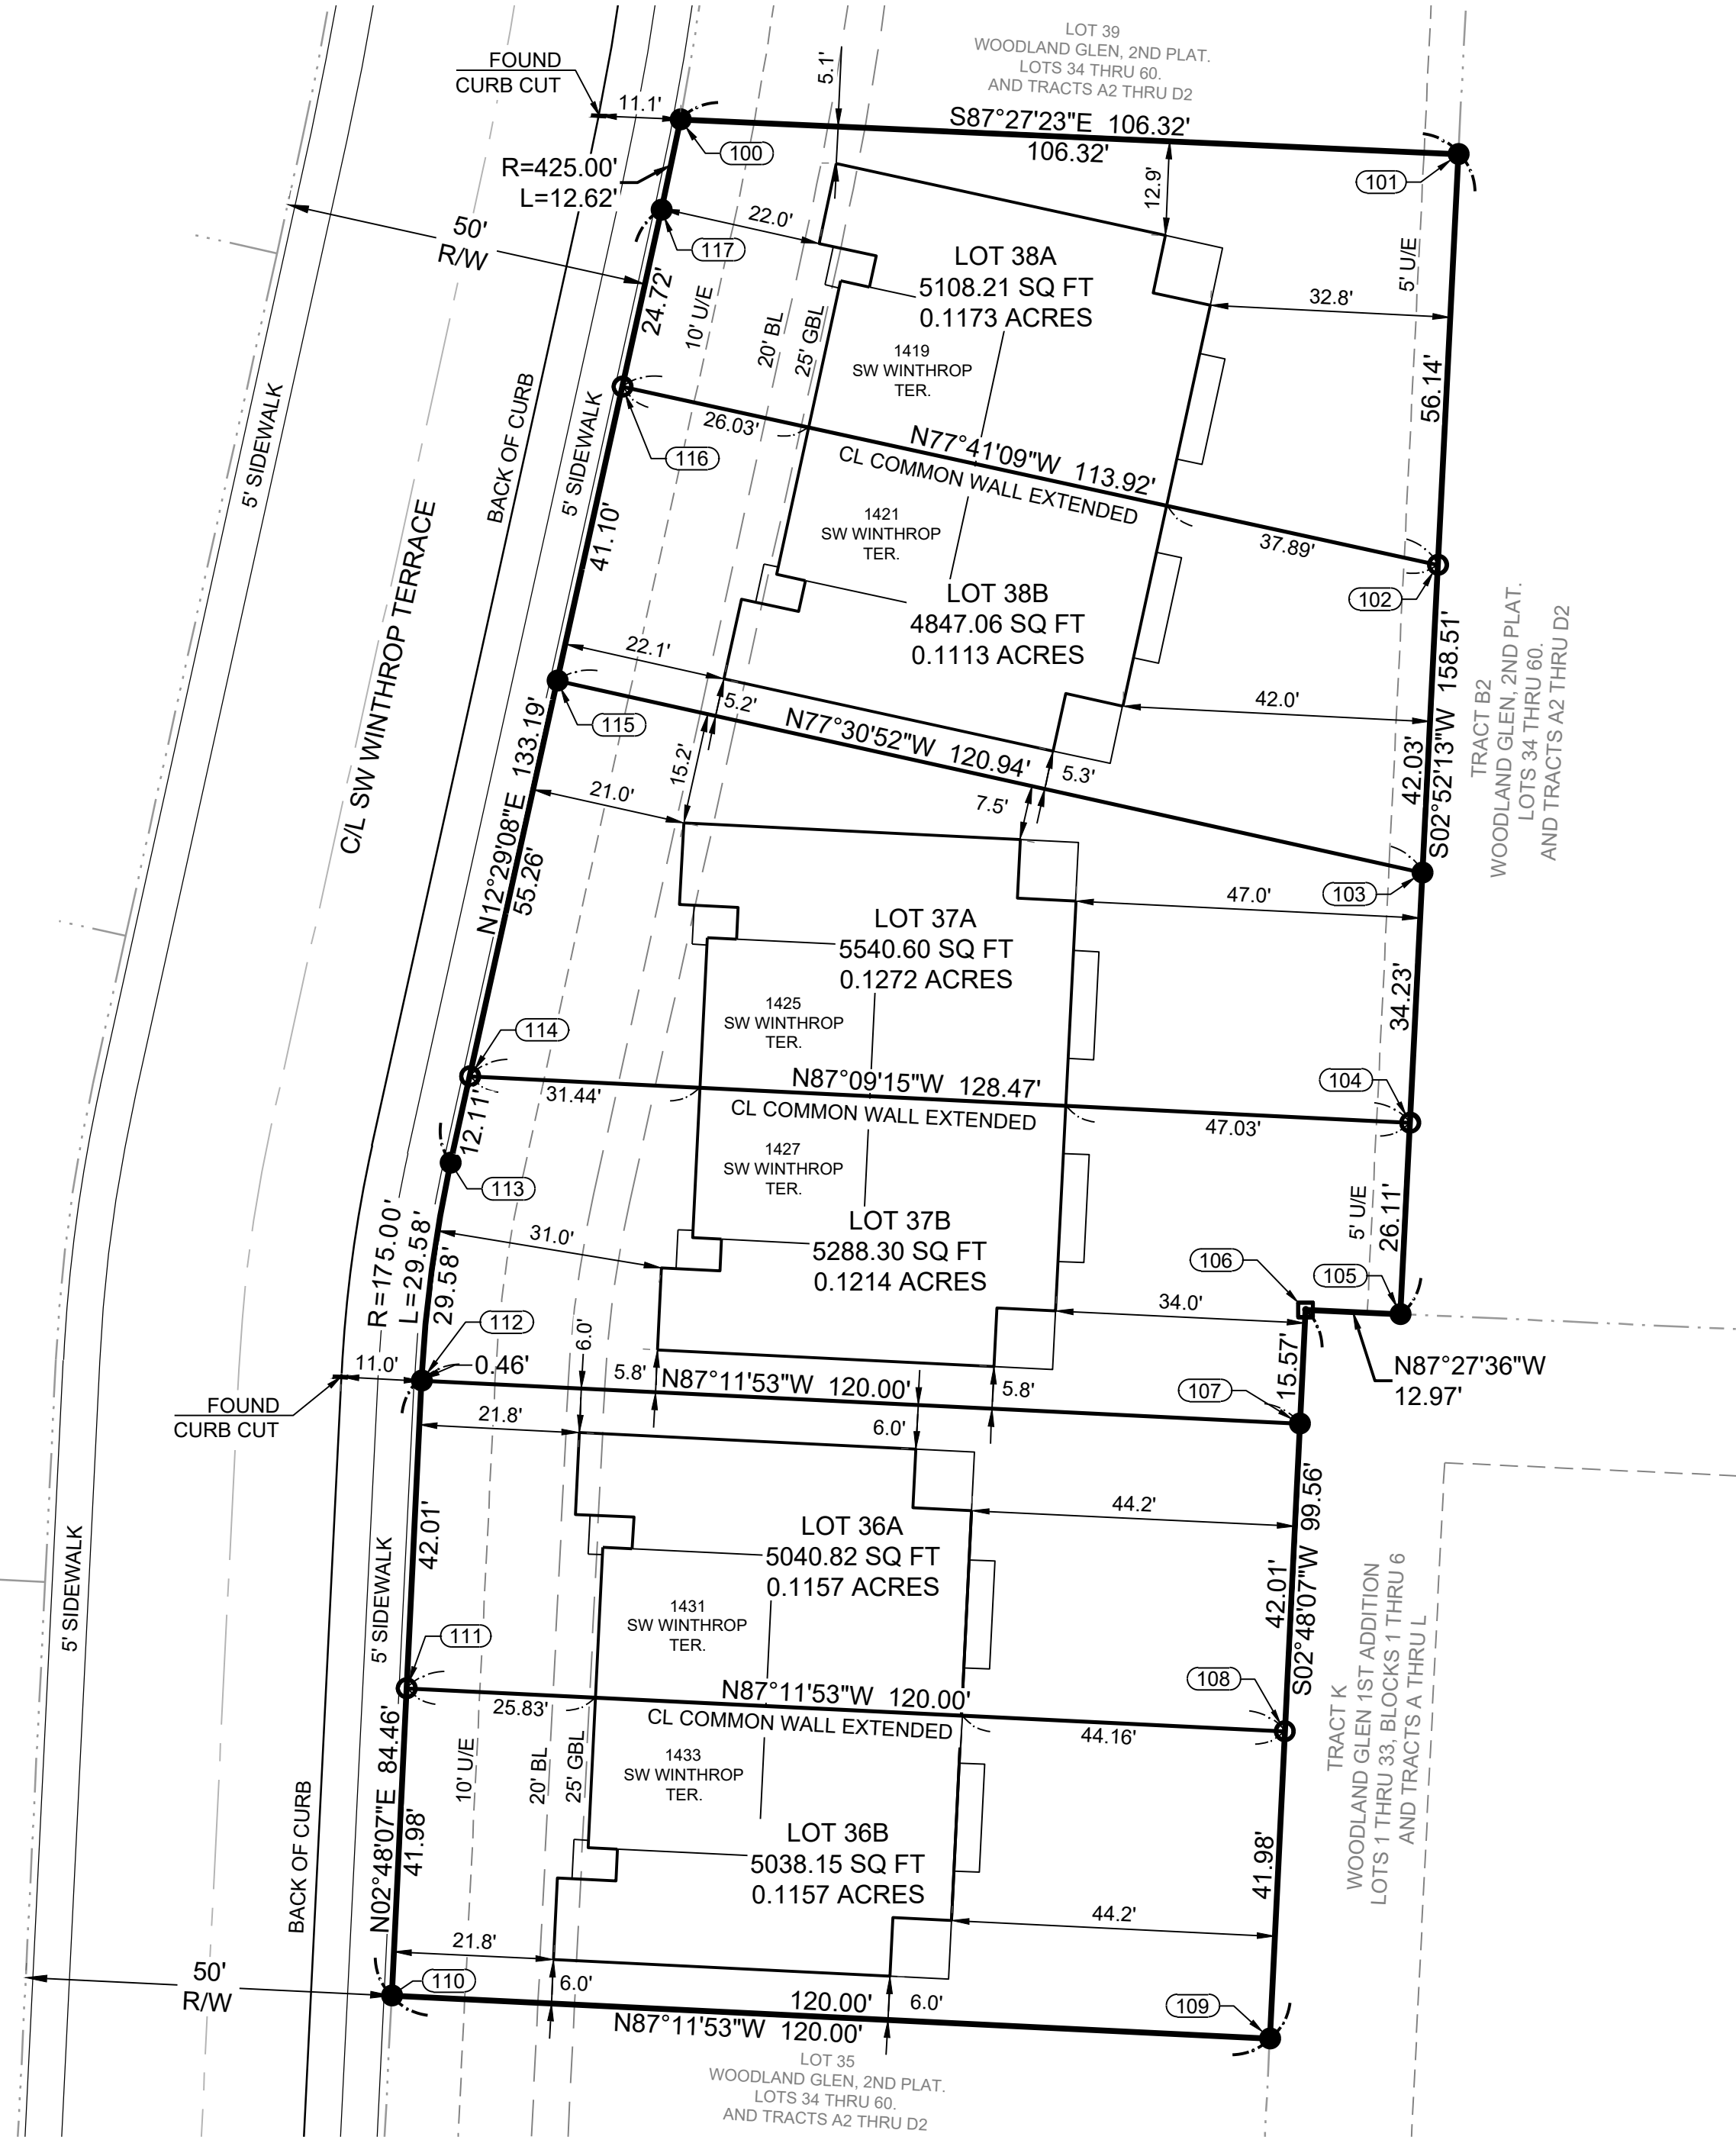 LOT 39
WOODLAND GLEN, 2ND PLAT.
LOTS 34 THRU 60.
AND TRACTS A2 THRU D2
FOUND
CURB CUT
11.1'
5.1'
S87°27'23"E 106.32'
106.32'
100
101
R=425.00'
L=12.62'
12.9'
50'
R/W
22.0'
117
LOT 38A
5108.21 SQ FT
0.1173 ACRES
5' U/E
32.8'
24.72'
10' U/E
20' BL
25' GBL
1419
SW WINTHROP
TER.
56.14'
5' SIDEWALK
BACK OF CURB
5' SIDEWALK
26.03'
116
N77°41'09"W 113.92'
CL COMMON WALL EXTENDED
37.89'
102
41.10'
1421
SW WINTHROP
TER.
LOT 38B
4847.06 SQ FT
0.1113 ACRES
C/L SW WINTHROP TERRACE
22.1'
5.2'
115
N77°30'52"W 120.94'
42.0'
5.3'
7.5'
15.2'
42.03'
S02°52'13"W 158.51'
TRACT B2
WOODLAND GLEN, 2ND PLAT.
LOTS 34 THRU 60.
AND TRACTS A2 THRU D2
N12°29'08"E 133.19'
55.26'
21.0'
103
47.0'
LOT 37A
5540.60 SQ FT
0.1272 ACRES
1425
SW WINTHROP
TER.
34.23'
114
31.44'
N87°09'15"W 128.47'
CL COMMON WALL EXTENDED
47.03'
104
12.11'
113
1427
SW WINTHROP
TER.
LOT 37B
5288.30 SQ FT
0.1214 ACRES
R=175.00'
L=29.58'
29.58'
31.0'
5' U/E
26.11'
106
105
34.0'
112
0.46'
11.0'
6.0'
5.8'
N87°11'53"W 120.00'
5.8'
15.57'
107
N87°27'36"W
12.97'
FOUND
CURB CUT
21.8'
6.0'
44.2'
42.01'
LOT 36A
5040.82 SQ FT
0.1157 ACRES
1431
SW WINTHROP
TER.
5' SIDEWALK
5' SIDEWALK
111
25.83'
N87°11'53"W 120.00'
CL COMMON WALL EXTENDED
44.16'
108
42.01'
S02°48'07"W 99.56'
TRACT K
WOODLAND GLEN 1ST ADDITION
LOTS 1 THRU 33, BLOCKS 1 THRU 6
AND TRACTS A THRU L
N02°48'07"E 84.46'
41.98'
10' U/E
20' BL
25' GBL
1433
SW WINTHROP
TER.
LOT 36B
5038.15 SQ FT
0.1157 ACRES
BACK OF CURB
41.98'
44.2'
21.8'
50'
R/W
110
6.0'
120.00'
6.0'
N87°11'53"W 120.00'
109
LOT 35
WOODLAND GLEN, 2ND PLAT.
LOTS 34 THRU 60.
AND TRACTS A2 THRU D2